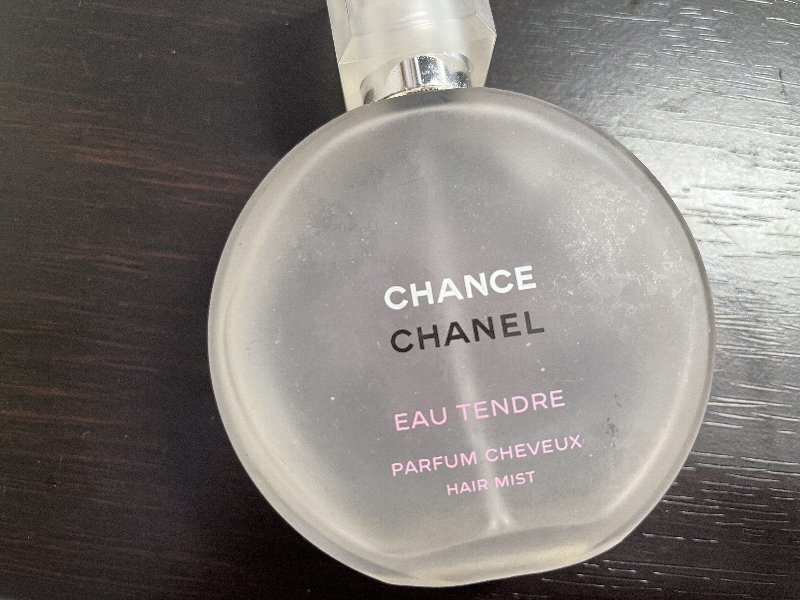 CHANCE
CHANEL
EAU TENDRE
PARFUM CHEVEUX
HAIR MIST